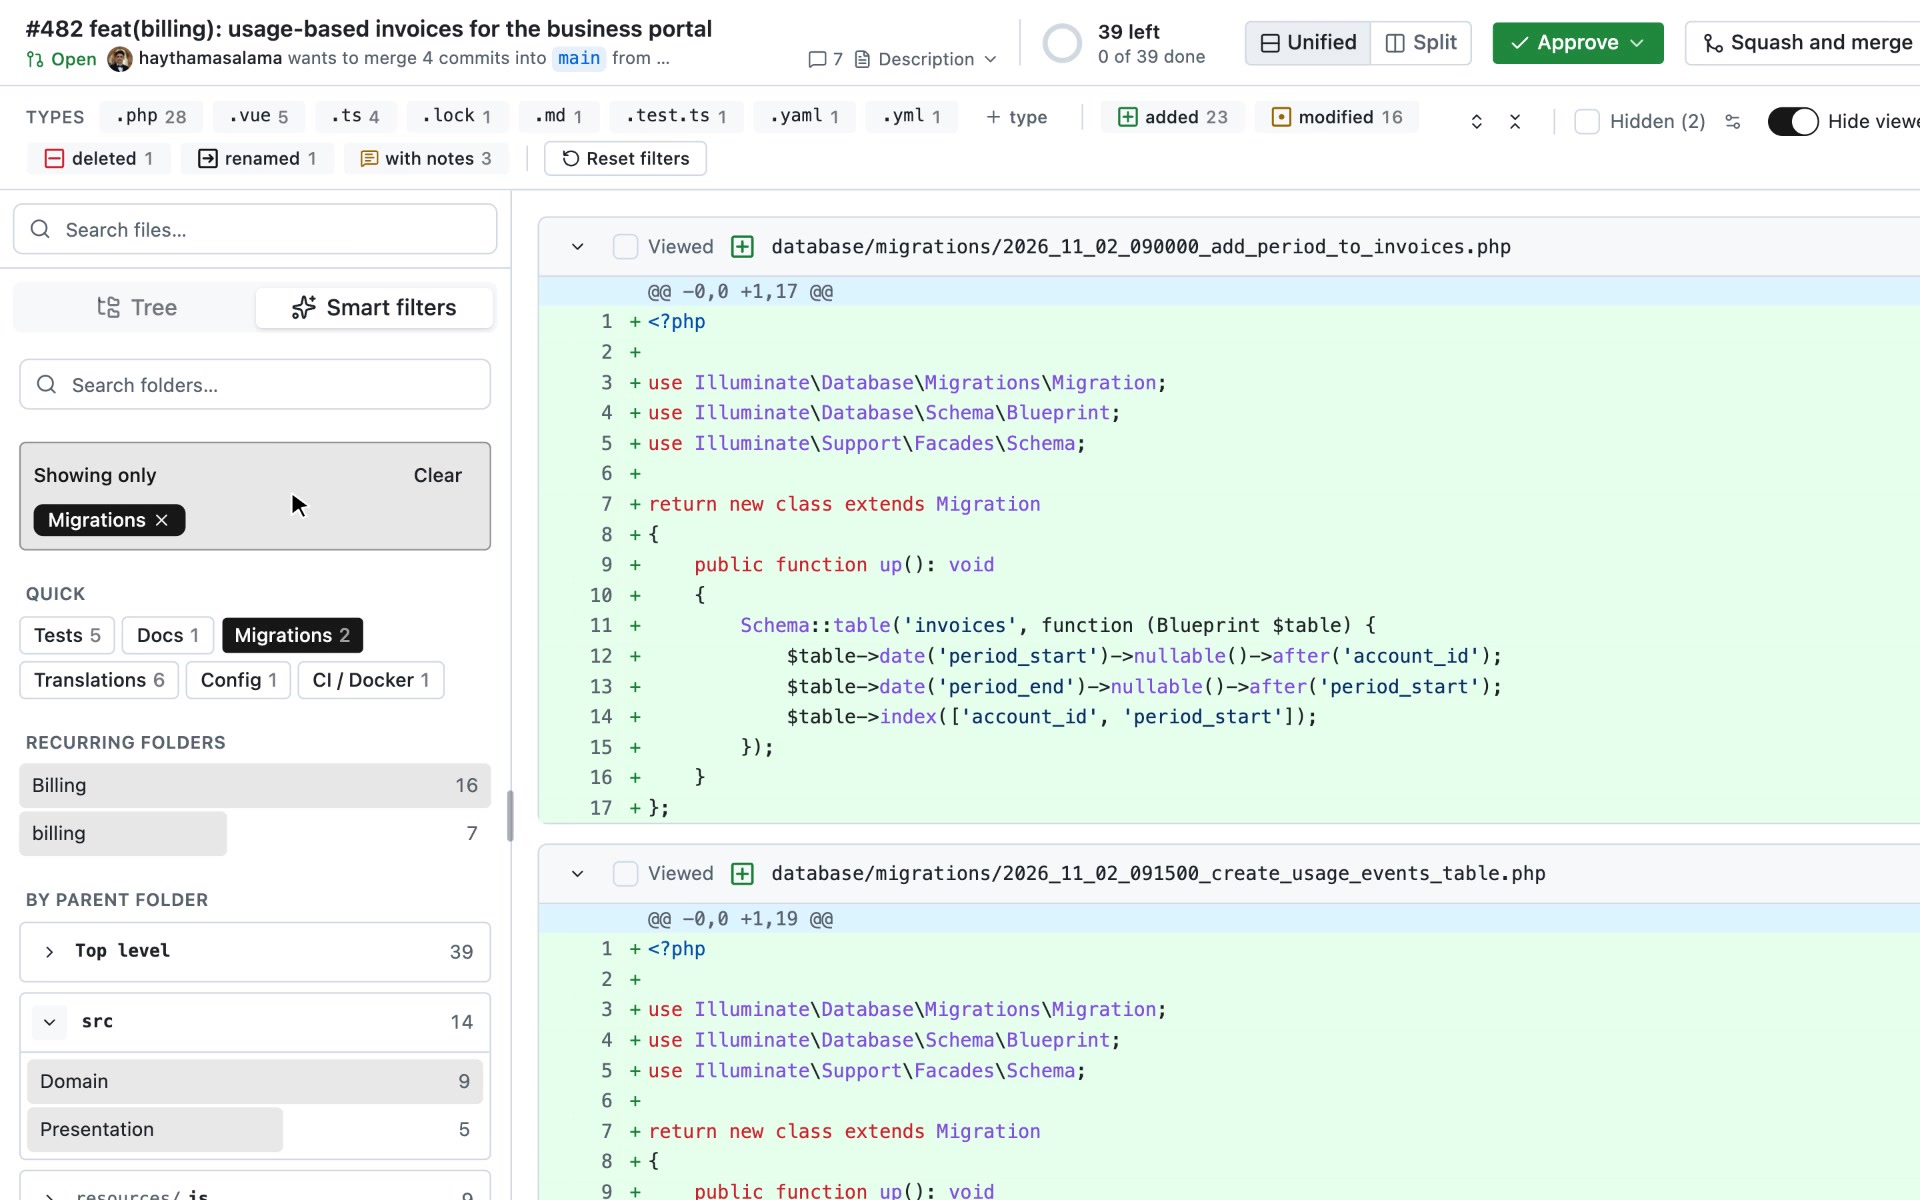 #482 feat(billing): usage-based invoices for the business portal
Open haythamasalama wants to merge 4 commits into main from ...
7 Description
39 left
0 of 39 done
Unified Split
Approve
Squash and merge
TYPES .php 28 .vue 5 .ts 4 .lock 1 .md 1 .test.ts 1 .yaml 1 .yml 1 + type added 23 modified 16 Hidden (2) Hide viewe
deleted 1 renamed 1 with notes 3 Reset filters
Search files...
Tree Smart filters
Search folders...
Showing only Clear
Migrations ×
QUICK
Tests 5 Docs 1 Migrations 2
Translations 6 Config 1 CI / Docker 1
RECURRING FOLDERS
Billing 16
billing 7
BY PARENT FOLDER
Top level 39
src 14
Domain 9
Presentation 5
resources/ js 9
Viewed database/migrations/2026_11_02_090000_add_period_to_invoices.php
@@ -0,0 +1,17 @@
1 + <?php
2 +
3 + use Illuminate\Database\Migrations\Migration;
4 + use Illuminate\Database\Schema\Blueprint;
5 + use Illuminate\Support\Facades\Schema;
6 +
7 + return new class extends Migration
8 + {
9 + public function up(): void
10 + {
11 + Schema::table('invoices', function (Blueprint $table) {
12 + $table->date('period_start')->nullable()->after('account_id');
13 + $table->date('period_end')->nullable()->after('period_start');
14 + $table->index(['account_id', 'period_start']);
15 + });
16 + }
17 + };
Viewed database/migrations/2026_11_02_091500_create_usage_events_table.php
@@ -0,0 +1,19 @@
1 + <?php
2 +
3 + use Illuminate\Database\Migrations\Migration;
4 + use Illuminate\Database\Schema\Blueprint;
5 + use Illuminate\Support\Facades\Schema;
6 +
7 + return new class extends Migration
8 + {
9 + public function up(): void